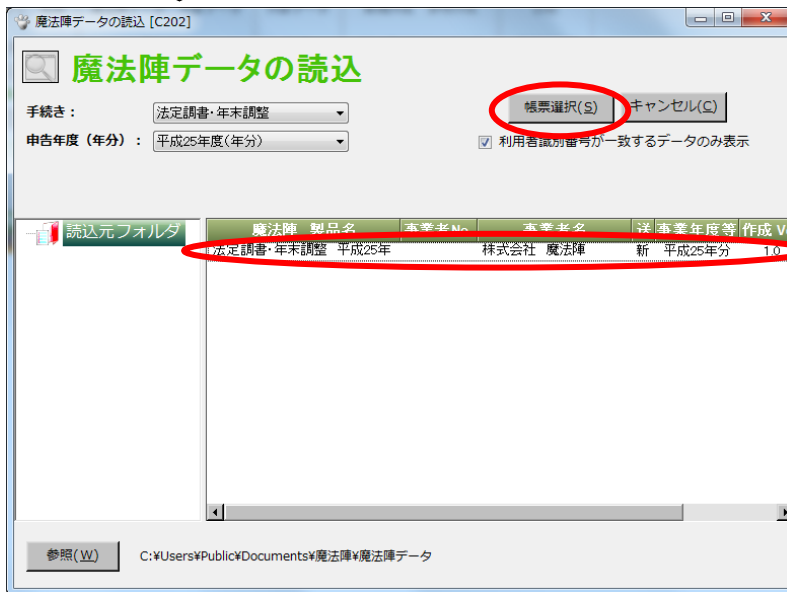 魔法陣データの読込 [C202]
魔法陣データの読込
手続き： 法定調書・年末調整 帳票選択(S) キャンセル(C)
申告年度（年分）： 平成25年度(年分) 利用者識別番号が一致するデータのみ表示
読込元フォルダ 魔法陣 製品名 事業者No 事業者名 送 事業年度等 作成 V
法定調書・年末調整 平成25年 株式会社 魔法陣 新 平成25年分 1.0
参照(W) C:¥Users¥Public¥Documents¥魔法陣¥魔法陣データ